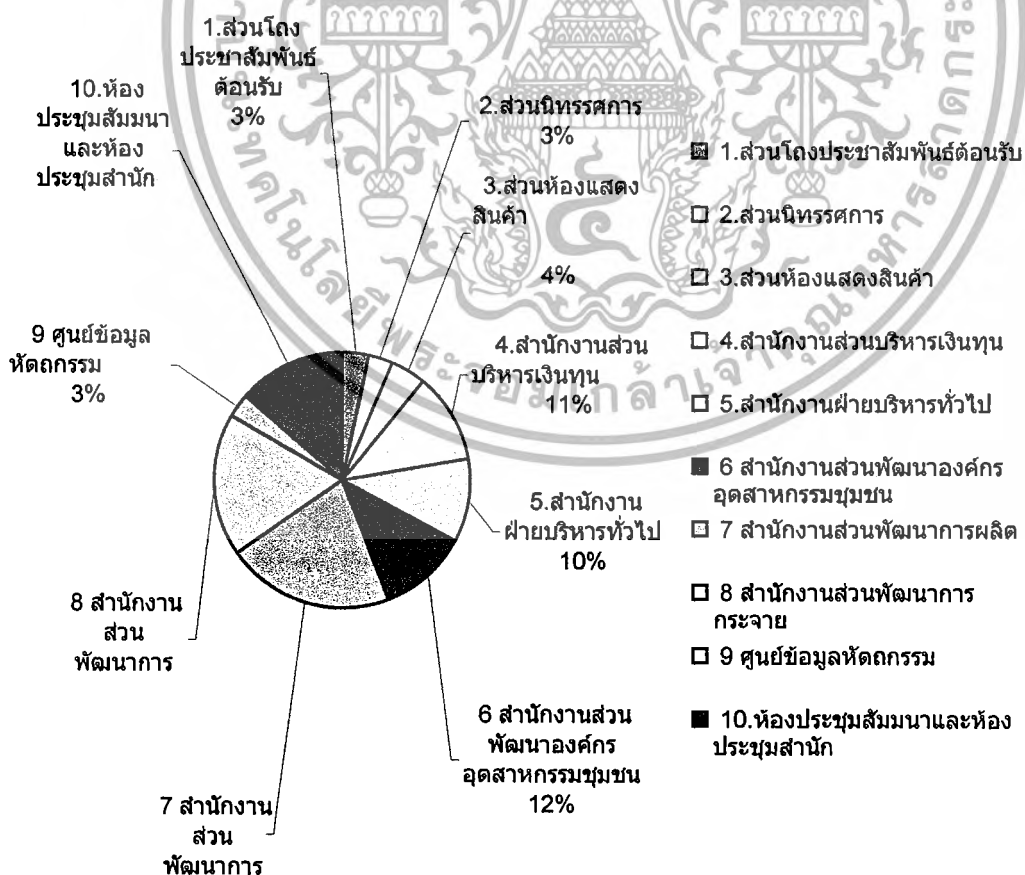 1.ส่วนโถง
ประชาสัมพันธ์
ต้อนรับ
3%
2.ส่วนนิทรรศการ
3%
3.ส่วนห้องแสดง
สินค้า
4%
4.สำนักงานส่วน
บริหารเงินทุน
11%
5.สำนักงาน
ฝ่ายบริหารทั่วไป
10%
6 สำนักงานส่วน
พัฒนาองค์กร
อุตสาหกรรมชุมชน
12%
7 สำนักงาน
ส่วน
พัฒนาการ
8 สำนักงาน
ส่วน
พัฒนาการ
9 ศูนย์ข้อมูล
หัตถกรรม
3%
10.ห้อง
ประชุมสัมมนา
และห้อง
ประชุมสำนัก
1.ส่วนโถงประชาสัมพันธ์ต้อนรับ
2.ส่วนนิทรรศการ
3.ส่วนห้องแสดงสินค้า
4.สำนักงานส่วนบริหารเงินทุน
5.สำนักงานฝ่ายบริหารทั่วไป
6 สำนักงานส่วนพัฒนาองค์กร
อุตสาหกรรมชุมชน
7 สำนักงานส่วนพัฒนาการผลิต
8 สำนักงานส่วนพัฒนาการ
กระจาย
9 ศูนย์ข้อมูลหัตถกรรม
10.ห้องประชุมสัมมนาและห้อง
ประชุมสำนัก